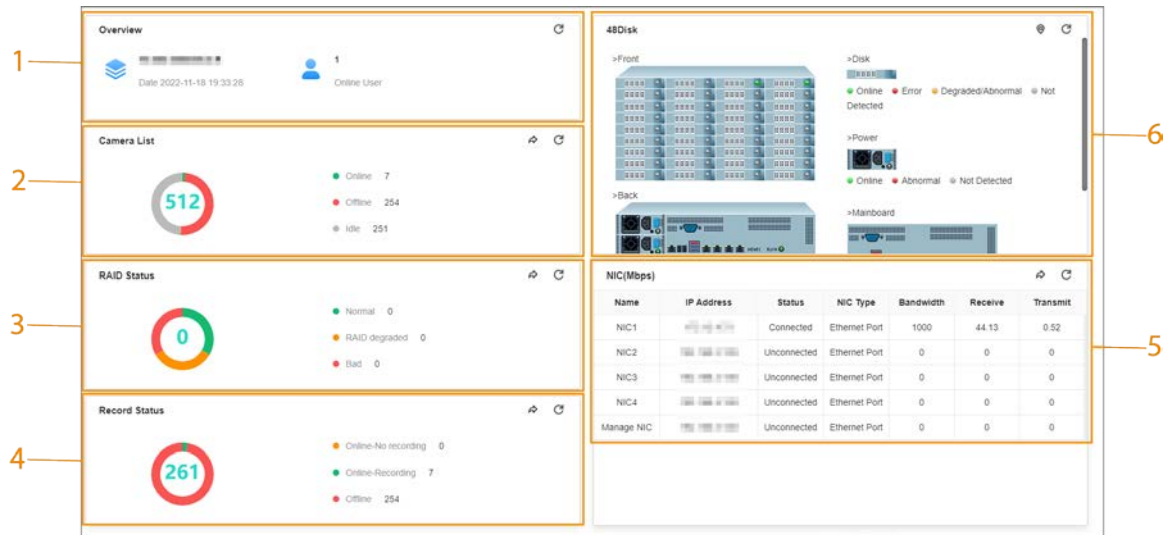 1
Overview
Date 2022-11-18 19:33:28
1
Online User
2
Camera List
512
Online 7
Offline 254
Idle 251
3
RAID Status
0
Normal 0
RAID degraded 0
Bad 0
4
Record Status
261
Online-No recording 0
Online-Recording 7
Offline 254
6
48Disk
>Front
>Back
>Disk
Online Error Degraded/Abnormal Not
Detected
>Power
Online Abnormal Not Detected
>Mainboard
5
NIC(Mbps)
Name IP Address Status NIC Type Bandwidth Receive Transmit
NIC1 Connected Ethernet Port 1000 44.13 0.52
NIC2 Unconnected Ethernet Port 0 0 0
NIC3 Unconnected Ethernet Port 0 0 0
NIC4 Unconnected Ethernet Port 0 0 0
Manage NIC Unconnected Ethernet Port 0 0 0